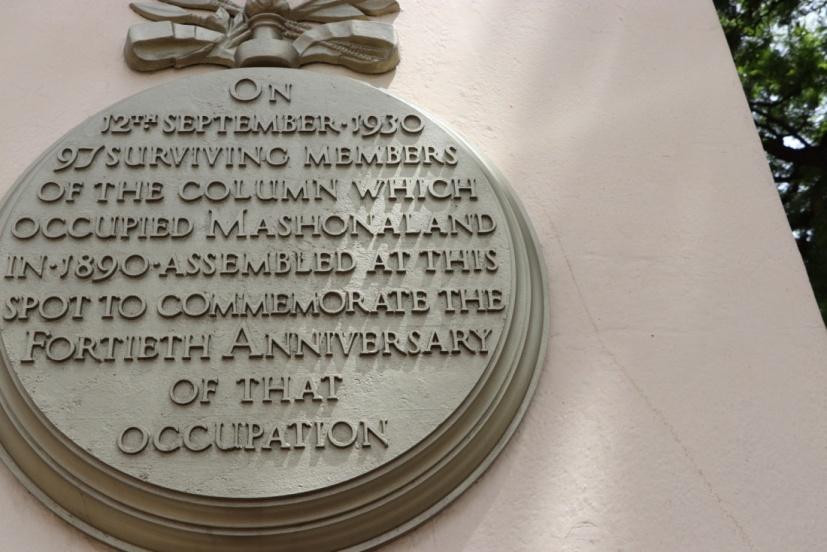 ON
12TH SEPTEMBER·1930
97 SURVIVING MEMBERS
OF THE COLUMN WHICH
OCCUPIED MASHONALAND
IN·1890·ASSEMBLED AT THIS
SPOT TO COMMEMORATE THE
FORTIETH ANNIVERSARY
OF THAT
OCCUPATION